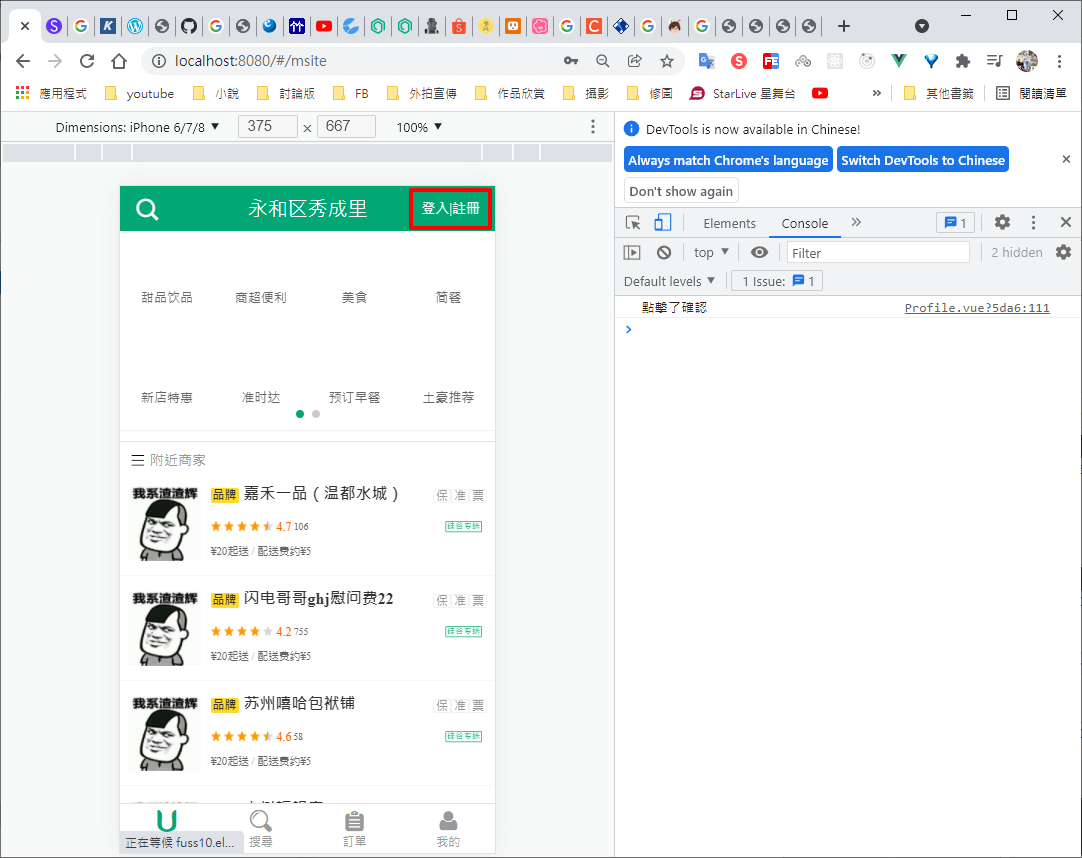 localhost:8080/#/msite
應用程式
youtube
小說
討論版
FB
外拍宣傳
作品欣賞
攝影
修圖
StarLive 星舞台
»
其他書籤
閱讀清單
Dimensions: iPhone 6/7/8 ▼
375
×
667
100% ▼
DevTools is now available in Chinese!
Always match Chrome's language
Switch DevTools to Chinese
Don't show again
Elements
Console
»
1
top ▼
Filter
2 hidden
Default levels ▼
1 Issue:
1
點擊了確認
Profile.vue?5da6:111
永和区秀成里
登入|註冊
甜品饮品
商超便利
美食
简餐
新店特惠
准时达
预订早餐
土豪推荐
附近商家
我系渣渣辉
品牌
嘉禾一品（温都水城）
保
准
票
4.7
106
硅谷专送
¥20起送 / 配送费约¥5
我系渣渣辉
品牌
闪电哥哥ghj慰问费22
保
准
票
4.2
755
硅谷专送
¥20起送 / 配送费约¥5
我系渣渣辉
品牌
苏州嘻哈包袱铺
保
准
票
4.6
58
硅谷专送
¥20起送 / 配送费约¥5
搜尋
訂單
我的
正在等候 fuss10.el...